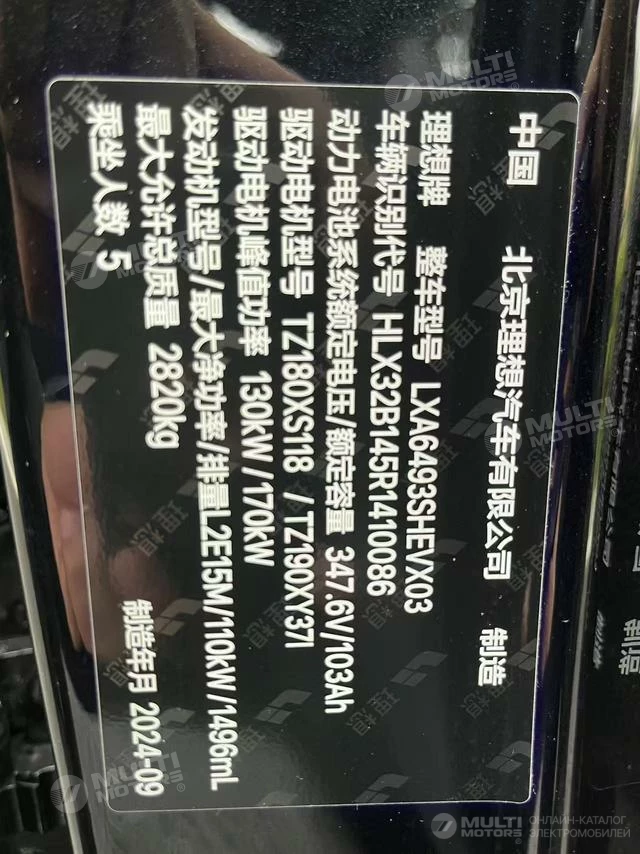 中国 北京理想汽车有限公司 制造
理想牌 整车型号 LXA6493SHEVX03
车辆识别代号 HLX32B145R1410086
动力电池系统额定电压/额定容量 347.6V/103Ah
驱动电机型号 TZ180XS118 / TZ190XY371
驱动电机峰值功率 130kW /170kW
发动机型号/最大净功率/排量L2E15M/110kW /1496mL
最大允许总质量 2820kg
乘坐人数 5 制造年月 2024-09
理想
MULTI MOTORS®
MULTI MOTORS®
ОНЛАЙН-КАТАЛОГ
ЭЛЕКТРОМОБИЛЕЙ